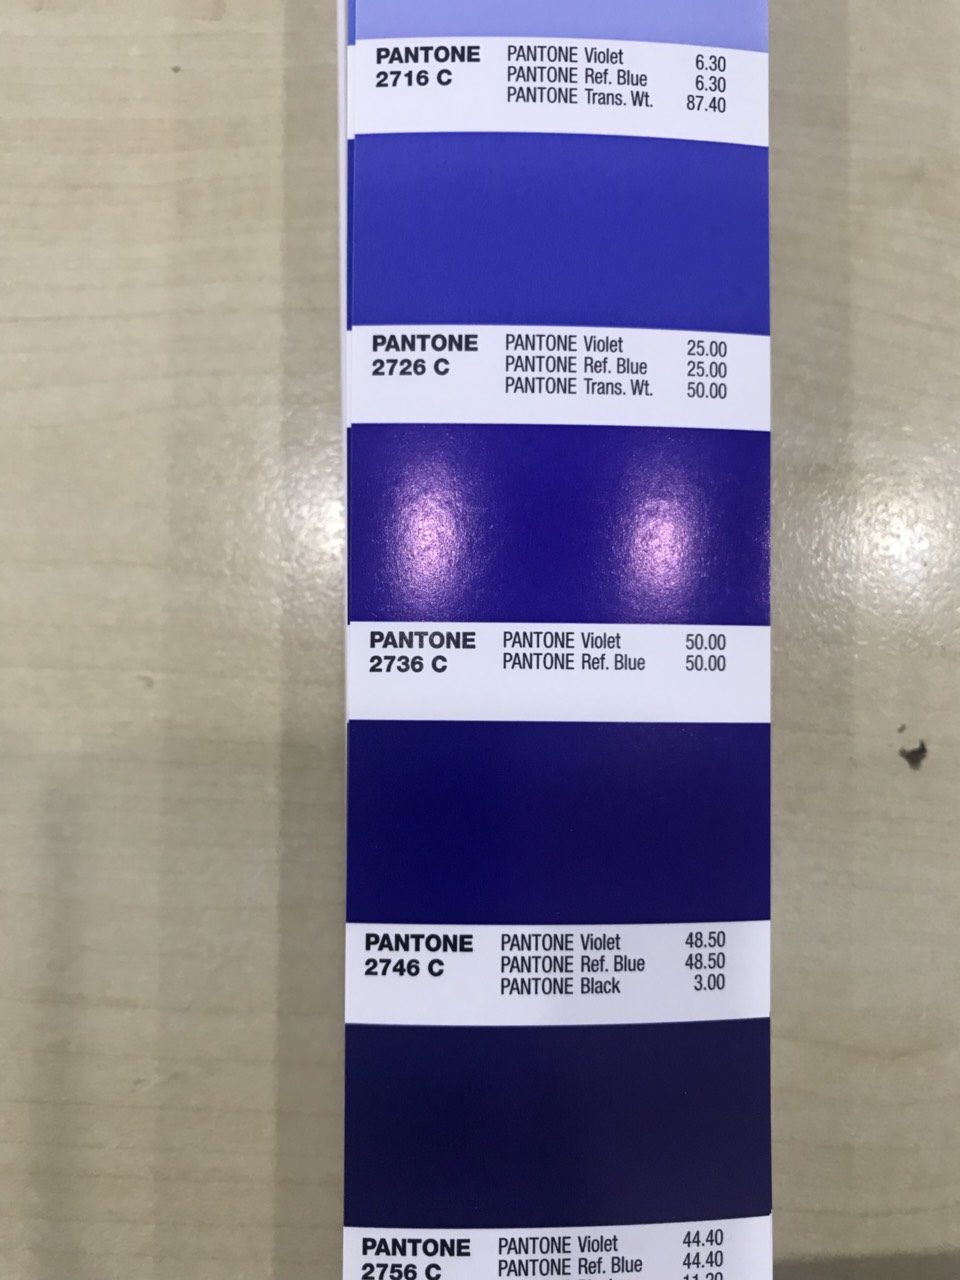 PANTONE 2716 C
PANTONE Violet 6.30
PANTONE Ref. Blue 6.30
PANTONE Trans. Wt. 87.40
PANTONE 2726 C
PANTONE Violet 25.00
PANTONE Ref. Blue 25.00
PANTONE Trans. Wt. 50.00
PANTONE 2736 C
PANTONE Violet 50.00
PANTONE Ref. Blue 50.00
PANTONE 2746 C
PANTONE Violet 48.50
PANTONE Ref. Blue 48.50
PANTONE Black 3.00
PANTONE 2756 C
PANTONE Violet 44.40
PANTONE Ref. Blue 44.40